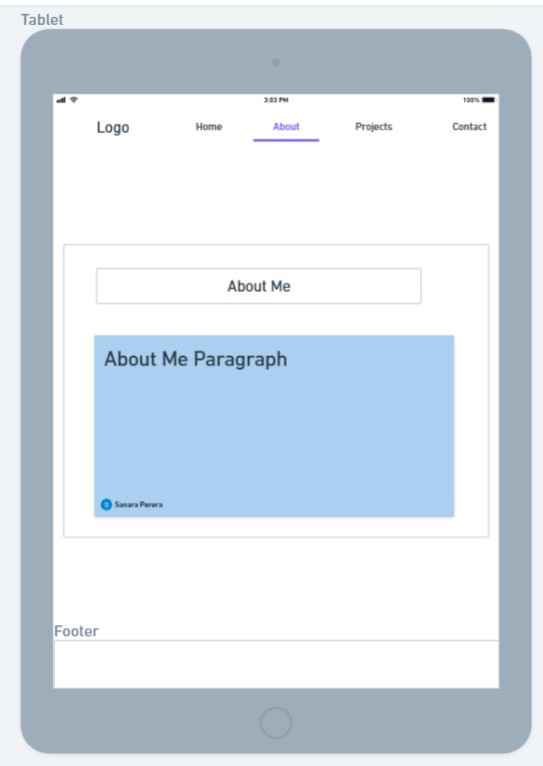 Tablet
3:03 PM
100%
Logo Home About Projects Contact
About Me
About Me Paragraph
S Sanara Perera
Footer